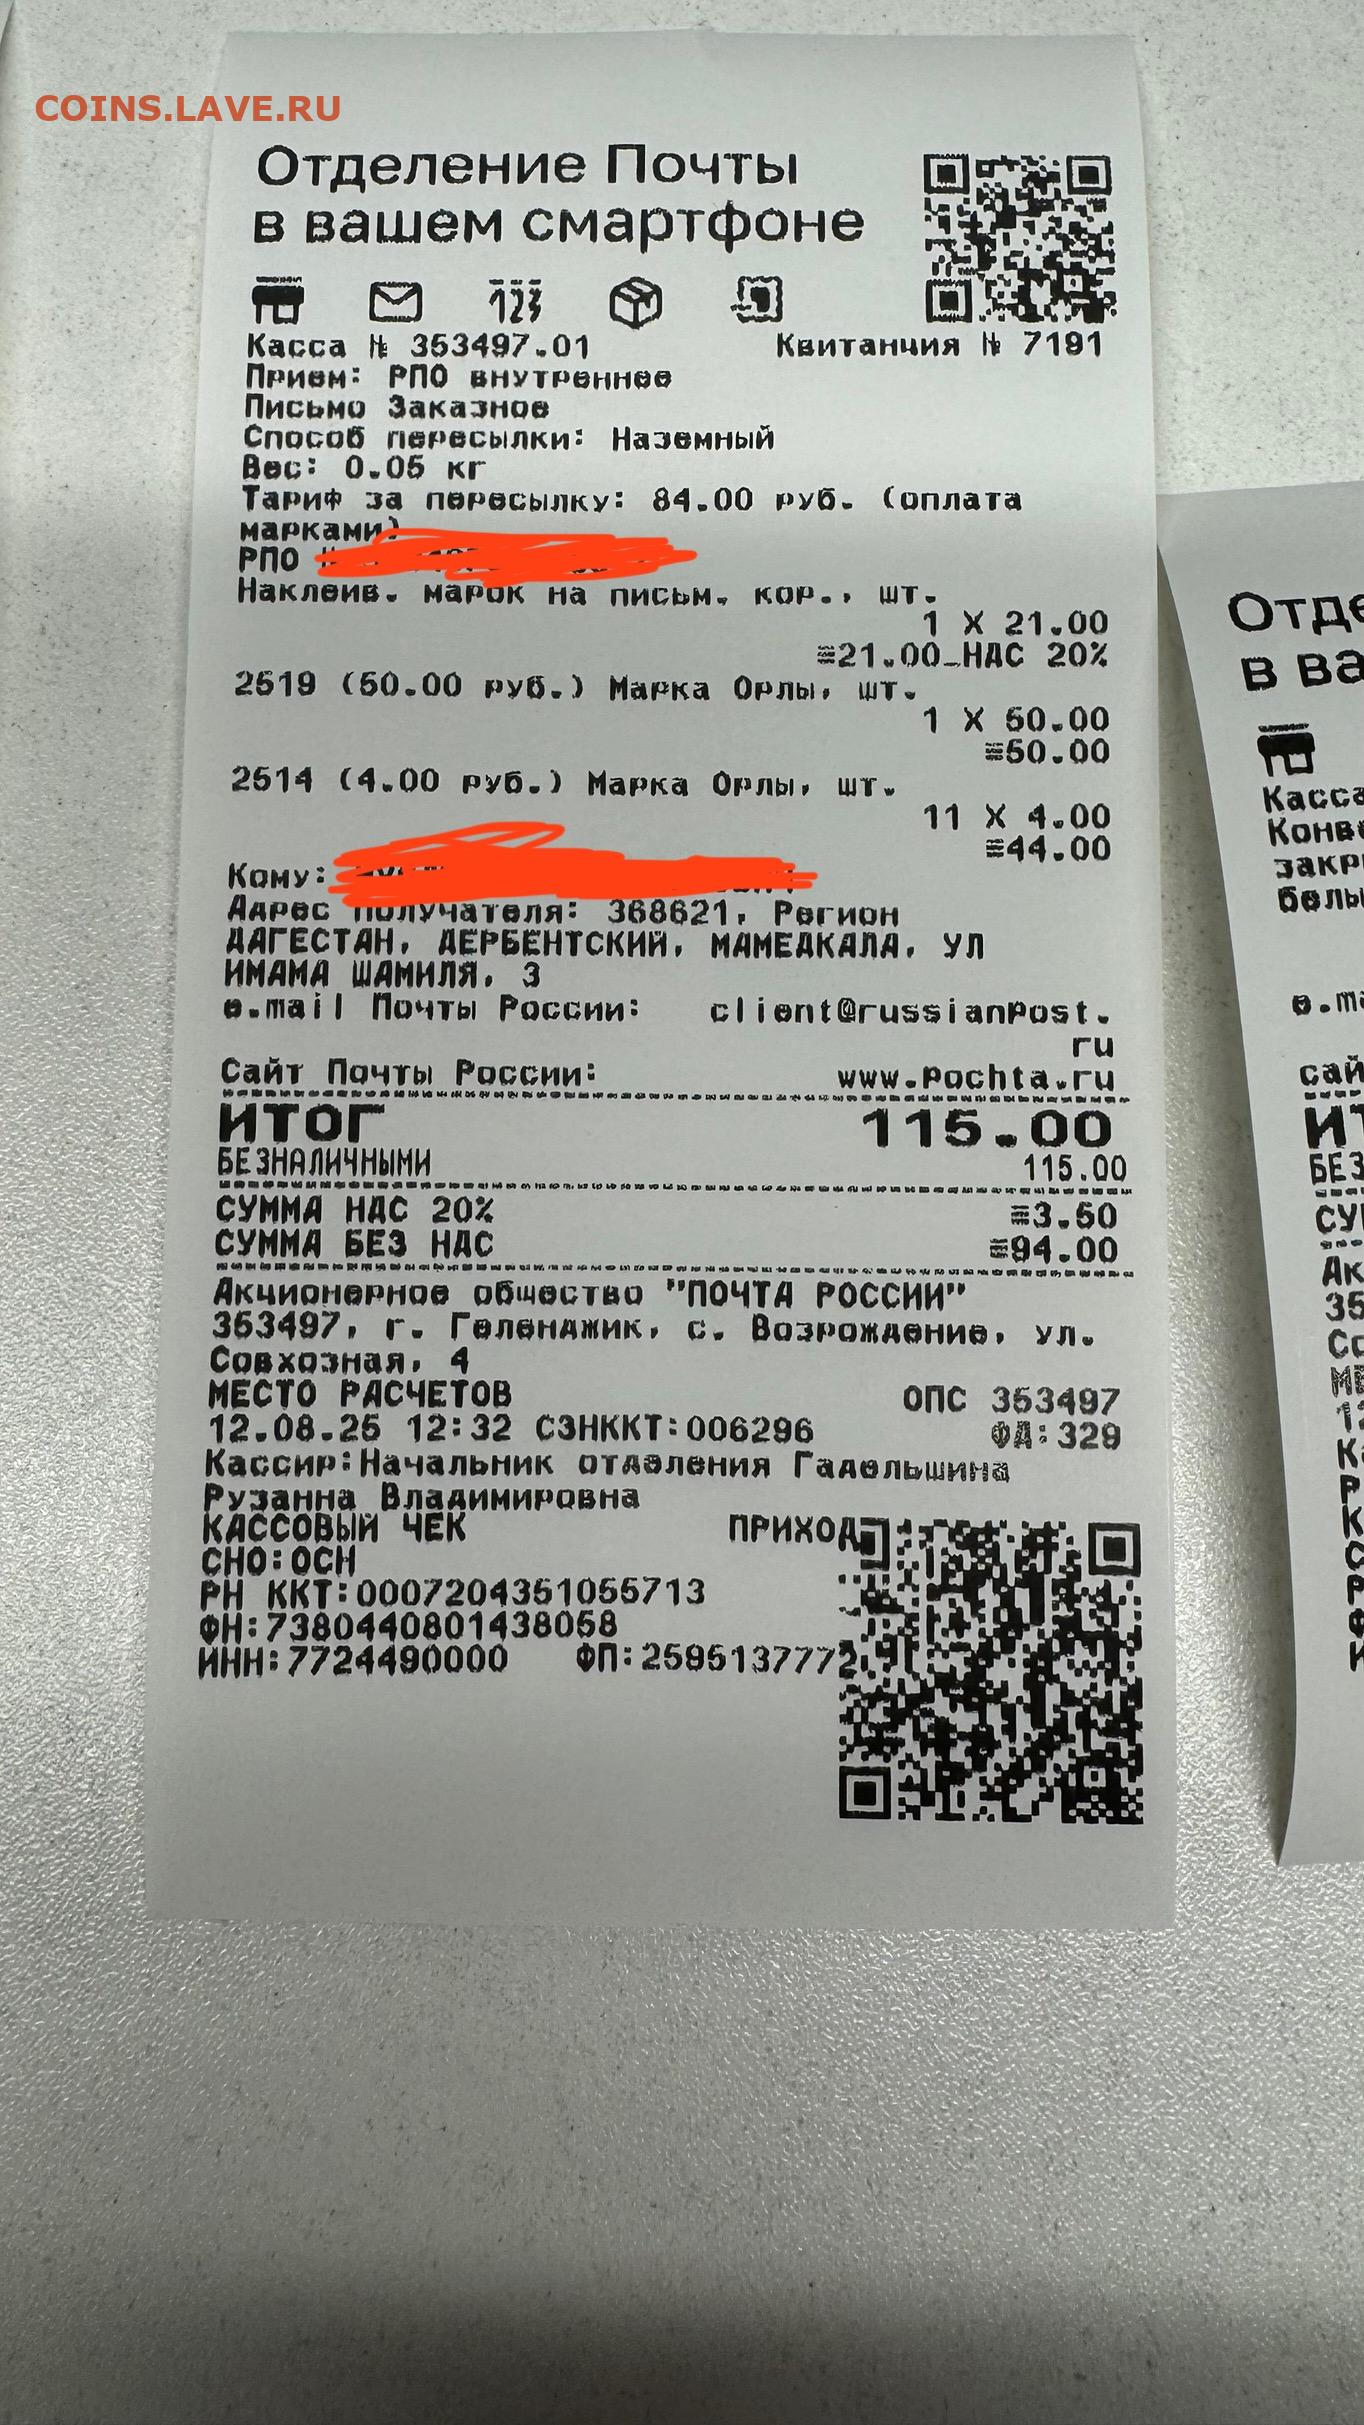 COINS.LAVE.RU
Отделение Почты
в вашем смартфоне
123
Касса № 353497.01 Квитанция № 7191
Прием: РПО внутреннее
Письмо Заказное
Способ пересылки: Наземный
Вес: 0.05 кг
Тариф за пересылку: 84.00 руб. (оплата
марками)
РПО
Наклеив. марок на письм. кор., шт.
1 X 21.00
≡21.00_НДС 20%
2519 (50.00 руб.) Марка Орлы, шт.
1 X 50.00
≡50.00
2514 (4.00 руб.) Марка Орлы, шт.
11 X 4.00
≡44.00
Кому:
Адрес получателя: 368621, Регион
ДАГЕСТАН, ДЕРБЕНТСКИЙ, МАМЕДКАЛА, УЛ
ИМАМА ШАМИЛЯ, 3
e.mail Почты России: client@russianpost.
ru
Сайт Почты России: www.pochta.ru
ИТОГ 115.00
БЕЗНАЛИЧНЫМИ 115.00
СУММА НДС 20% ≡3.50
СУММА БЕЗ НДС ≡94.00
Акционерное общество "ПОЧТА РОССИИ"
353497, г. Геленджик, с. Возрождение, ул.
Совхозная, 4
МЕСТО РАСЧЕТОВ ОПС 353497
12.08.25 12:32 СЗНККТ:006296 ФД:329
Кассир:Начальник отделения Гадельшина
Рузанна Владимировна
КАССОВЫЙ ЧЕК ПРИХОД
СНО:ОСН
РН ККТ:0007204351055713
ФН:7380440801438058
ИНН:7724490000 ФП:2595137772
Отде
в ва
Касса
Конве
закр
белы
e.ma
сай
ИТ
БЕЗ
СУ
Ак
35